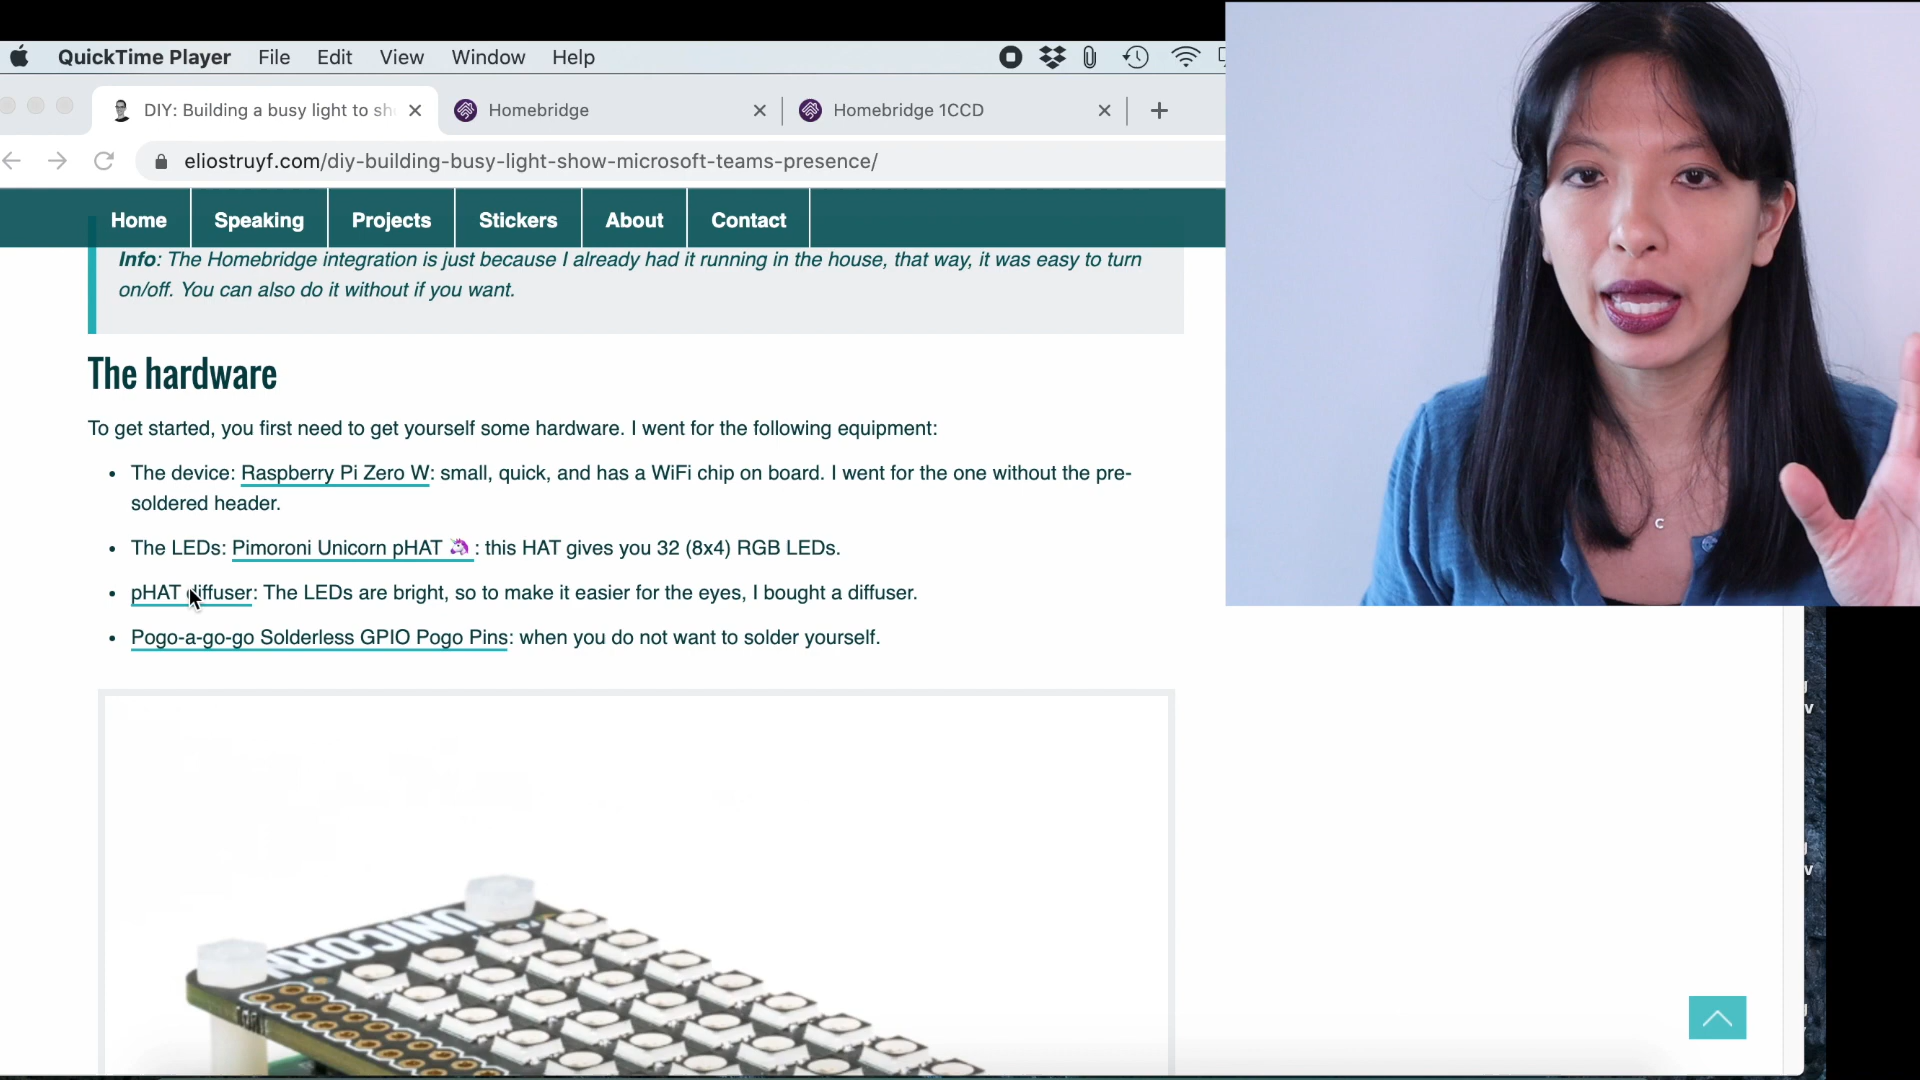 QuickTime Player File Edit View Window Help
DIY: Building a busy light to sh
Homebridge
Homebridge 1CCD
eliostruyf.com/diy-building-busy-light-show-microsoft-teams-presence/
Home Speaking Projects Stickers About Contact
Info: The Homebridge integration is just because I already had it running in the house, that way, it was easy to turn
on/off. You can also do it without if you want.
The hardware
To get started, you first need to get yourself some hardware. I went for the following equipment:
• The device: Raspberry Pi Zero W: small, quick, and has a WiFi chip on board. I went for the one without the pre-
soldered header.
• The LEDs: Pimoroni Unicorn pHAT 🦄 : this HAT gives you 32 (8x4) RGB LEDs.
• pHAT diffuser: The LEDs are bright, so to make it easier for the eyes, I bought a diffuser.
• Pogo-a-go-go Solderless GPIO Pogo Pins: when you do not want to solder yourself.
UNICORN
C